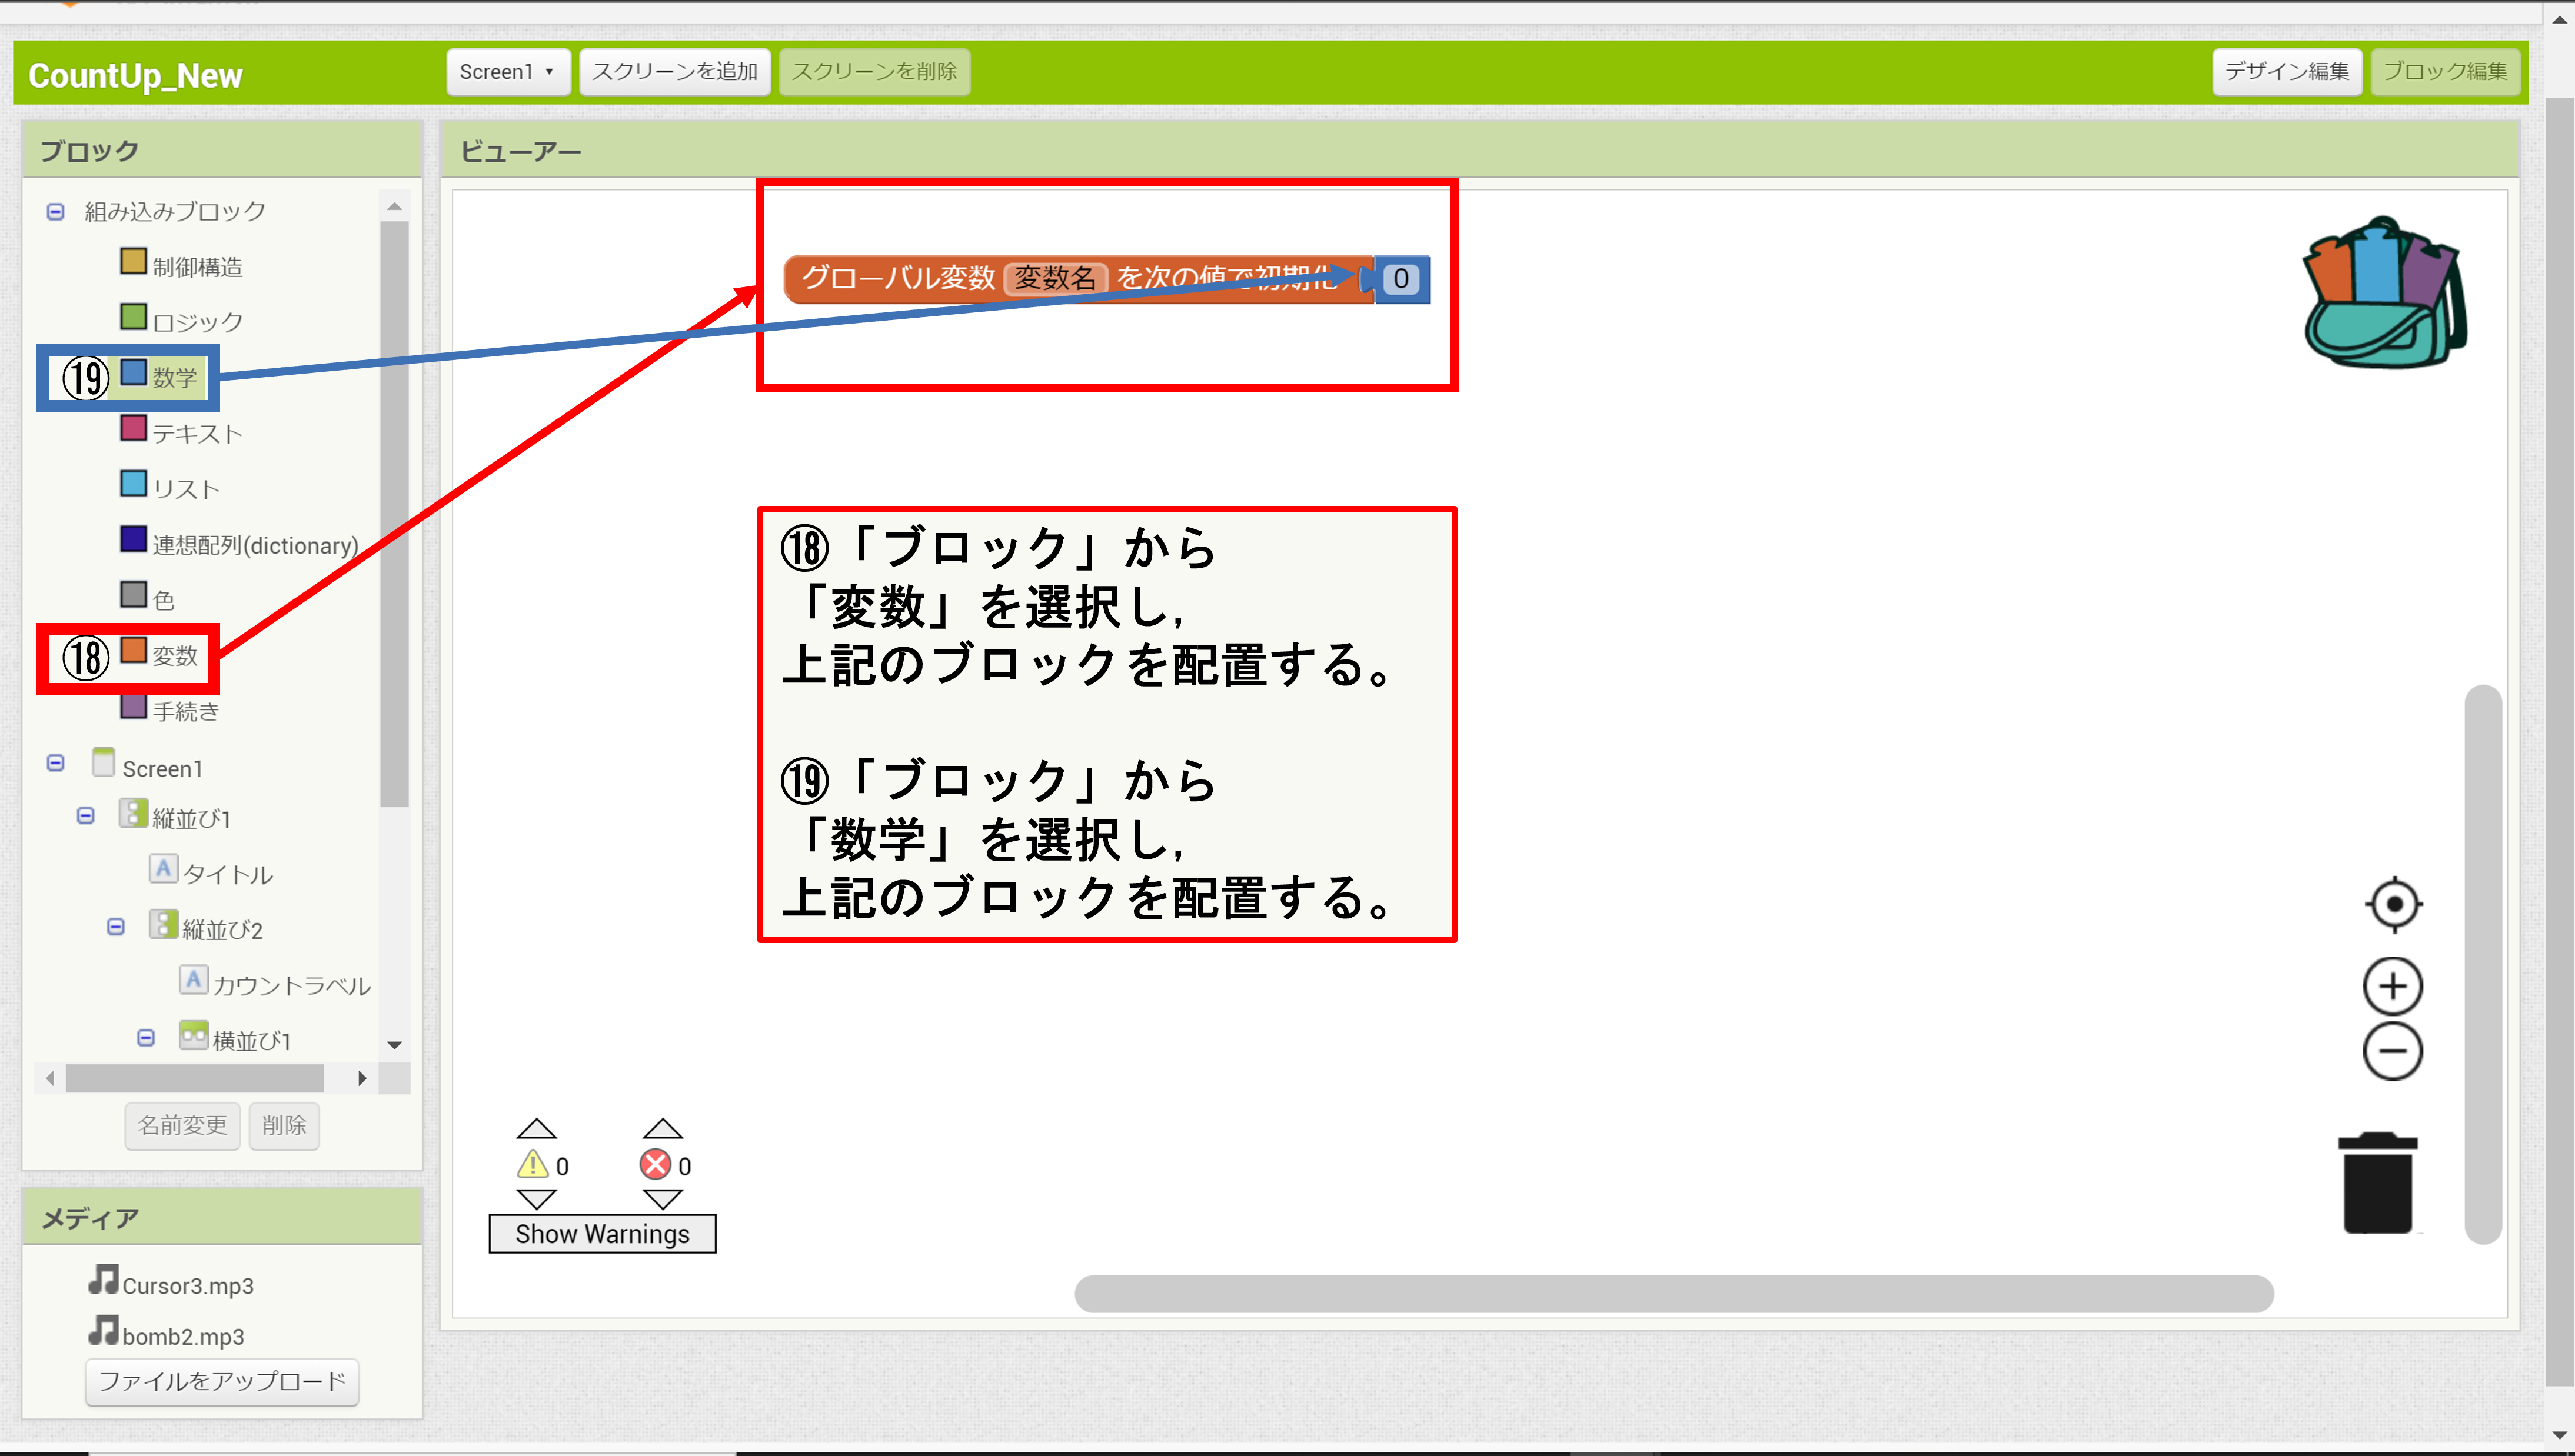 CountUp_New
Screen1 ▾
スクリーンを追加
スクリーンを削除
デザイン編集
ブロック編集
ブロック
組み込みブロック
制御構造
ロジック
⑲ 数学
テキスト
リスト
連想配列(dictionary)
色
⑱ 変数
手続き
Screen1
縦並び1
タイトル
縦並び2
カウントラベル
横並び1
名前変更
削除
メディア
Cursor3.mp3
bomb2.mp3
ファイルをアップロード
ビューアー
グローバル変数 変数名 を次の値で初期化 0
⑱「ブロック」から
「変数」を選択し,
上記のブロックを配置する。
⑲「ブロック」から
「数学」を選択し,
上記のブロックを配置する。
0
0
Show Warnings